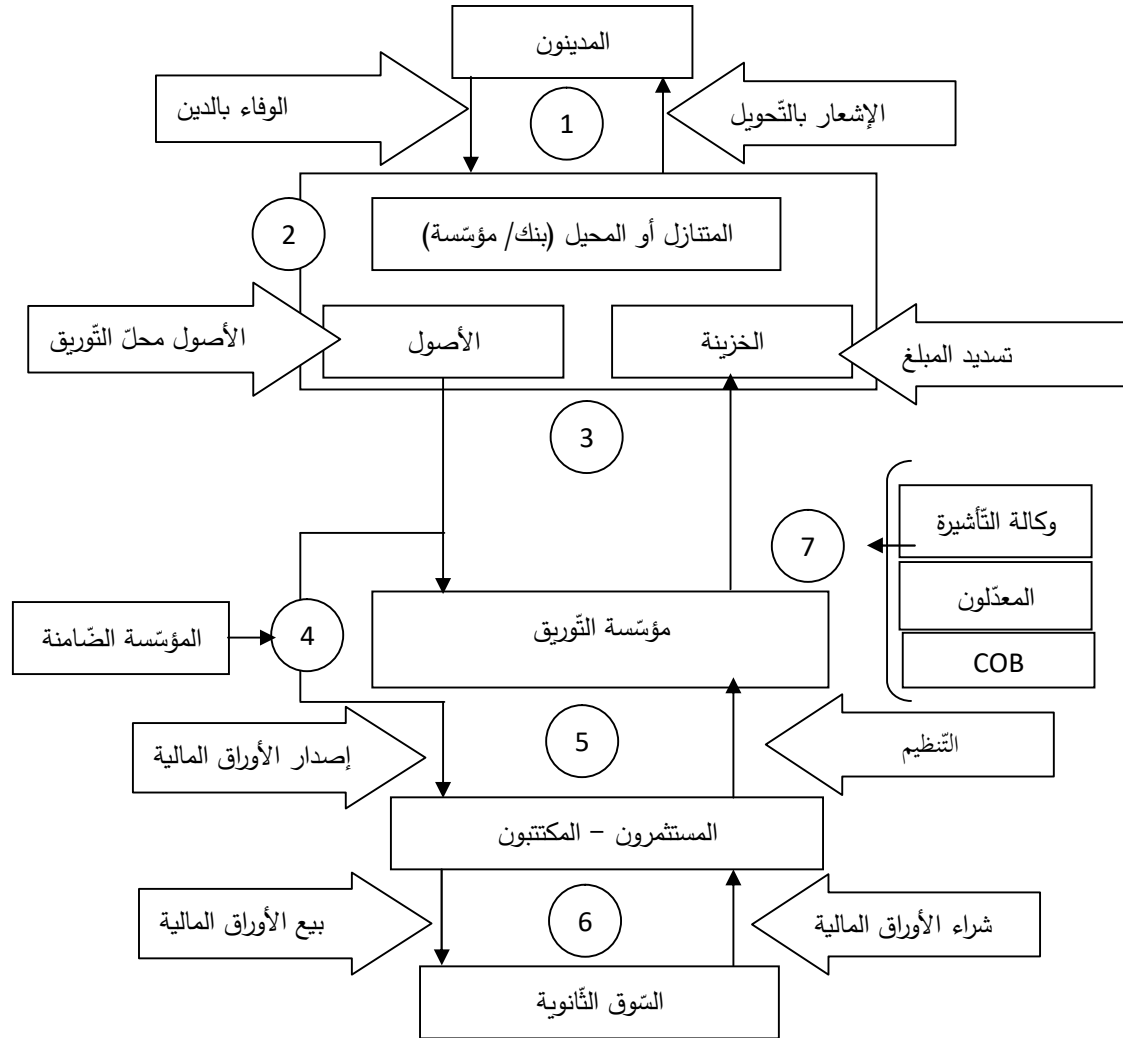 المدينون
الوفاء بالدين
1
الإشعار بالتّحويل
2
المتنازل أو المحيل (بنك/ مؤسّسة)
الأصول محلّ التّوريق
الأصول
الخزينة
تسديد المبلغ
3
وكالة التّأشيرة
7
المعدّلون
COB
مؤسّسة التّوريق
المؤسّسة الضّامنة
4
إصدار الأوراق المالية
5
التّنظيم
المستثمرون – المكتتبون
بيع الأوراق المالية
6
شراء الأوراق المالية
السّوق الثّانوية